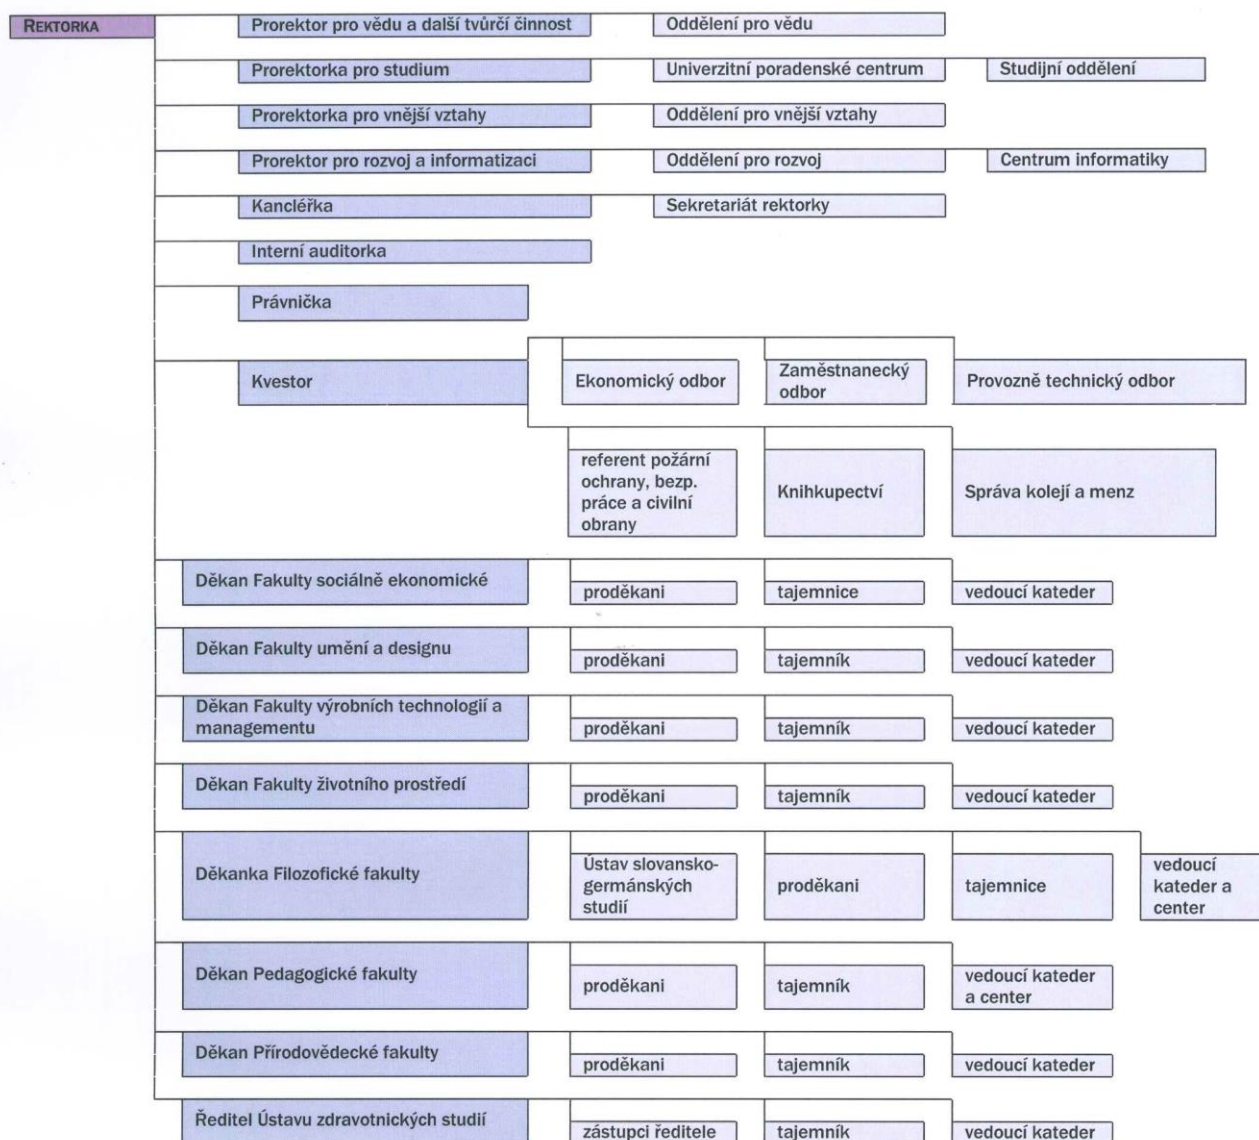 REKTORKA
Prorektor pro vědu a další tvůrčí činnost
Oddělení pro vědu
Prorektorka pro studium
Univerzitní poradenské centrum
Studijní oddělení
Prorektorka pro vnější vztahy
Oddělení pro vnější vztahy
Prorektor pro rozvoj a informatizaci
Oddělení pro rozvoj
Centrum informatiky
Kancléřka
Sekretariát rektorky
Interní auditorka
Právnička
Kvestor
Ekonomický odbor
Zaměstnanecký
odbor
Provozně technický odbor
referent požární
ochrany, bezp.
práce a civilní
obrany
Knihkupectví
Správa kolejí a menz
Děkan Fakulty sociálně ekonomické
proděkani
tajemnice
vedoucí kateder
Děkan Fakulty umění a designu
proděkani
tajemník
vedoucí kateder
Děkan Fakulty výrobních technologií a
managementu
proděkani
tajemník
vedoucí kateder
Děkan Fakulty životního prostředí
proděkani
tajemník
vedoucí kateder
Děkanka Filozofické fakulty
Ústav slovansko-
germánských
studií
proděkani
tajemnice
vedoucí
kateder a
center
Děkan Pedagogické fakulty
proděkani
tajemník
vedoucí kateder
a center
Děkan Přírodovědecké fakulty
proděkani
tajemník
vedoucí kateder
Ředitel Ústavu zdravotnických studií
zástupci ředitele
tajemník
vedoucí kateder